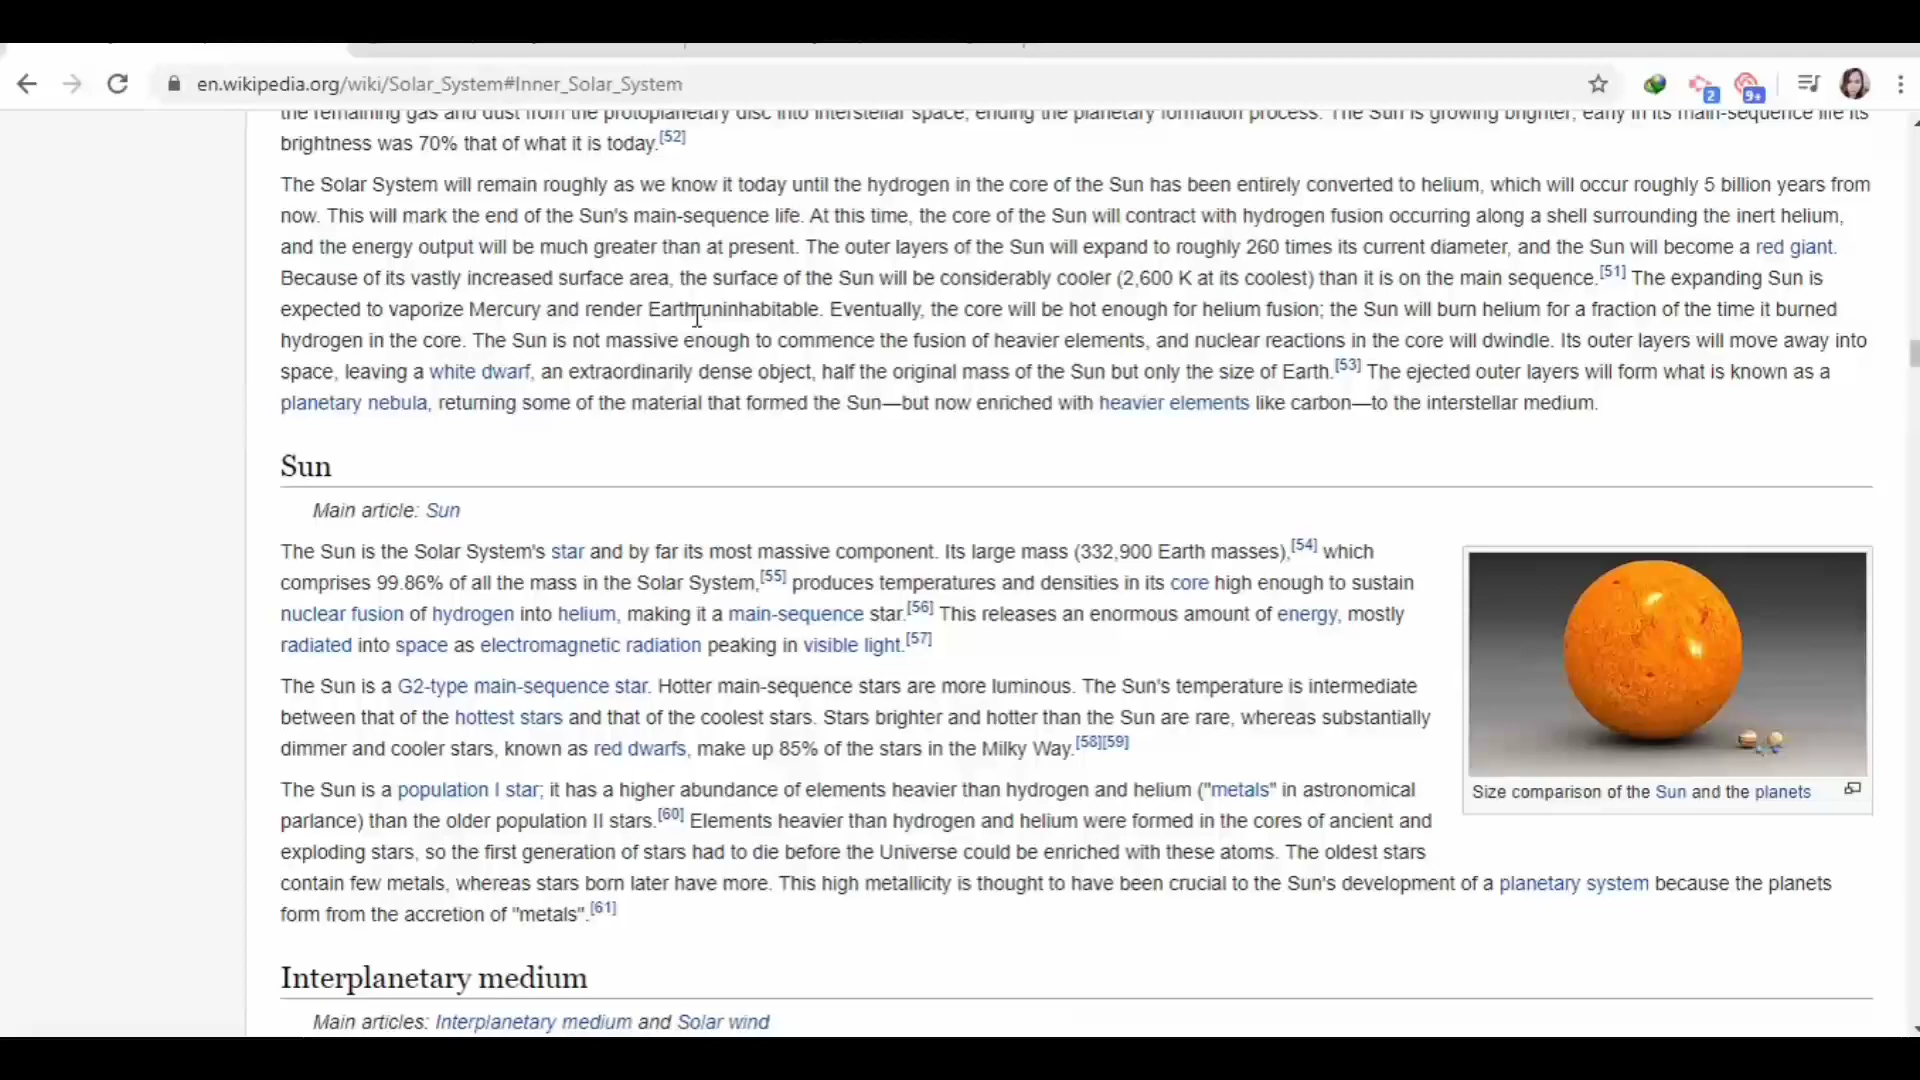 en.wikipedia.org/wiki/Solar_System#Inner_Solar_System
2
9+
the remaining gas and dust from the protoplanetary disc into interstellar space, ending the planetary formation process. The Sun is growing brighter; early in its main-sequence life its
brightness was 70% that of what it is today.[52]
The Solar System will remain roughly as we know it today until the hydrogen in the core of the Sun has been entirely converted to helium, which will occur roughly 5 billion years from
now. This will mark the end of the Sun's main-sequence life. At this time, the core of the Sun will contract with hydrogen fusion occurring along a shell surrounding the inert helium,
and the energy output will be much greater than at present. The outer layers of the Sun will expand to roughly 260 times its current diameter, and the Sun will become a red giant.
Because of its vastly increased surface area, the surface of the Sun will be considerably cooler (2,600 K at its coolest) than it is on the main sequence.[51] The expanding Sun is
expected to vaporize Mercury and render Earth uninhabitable. Eventually, the core will be hot enough for helium fusion; the Sun will burn helium for a fraction of the time it burned
hydrogen in the core. The Sun is not massive enough to commence the fusion of heavier elements, and nuclear reactions in the core will dwindle. Its outer layers will move away into
space, leaving a white dwarf, an extraordinarily dense object, half the original mass of the Sun but only the size of Earth.[53] The ejected outer layers will form what is known as a
planetary nebula, returning some of the material that formed the Sun—but now enriched with heavier elements like carbon—to the interstellar medium.
Sun
Main article: Sun
The Sun is the Solar System's star and by far its most massive component. Its large mass (332,900 Earth masses),[54] which
comprises 99.86% of all the mass in the Solar System,[55] produces temperatures and densities in its core high enough to sustain
nuclear fusion of hydrogen into helium, making it a main-sequence star.[56] This releases an enormous amount of energy, mostly
radiated into space as electromagnetic radiation peaking in visible light.[57]
The Sun is a G2-type main-sequence star. Hotter main-sequence stars are more luminous. The Sun's temperature is intermediate
between that of the hottest stars and that of the coolest stars. Stars brighter and hotter than the Sun are rare, whereas substantially
dimmer and cooler stars, known as red dwarfs, make up 85% of the stars in the Milky Way.[58][59]
The Sun is a population I star; it has a higher abundance of elements heavier than hydrogen and helium ("metals" in astronomical
parlance) than the older population II stars.[60] Elements heavier than hydrogen and helium were formed in the cores of ancient and
exploding stars, so the first generation of stars had to die before the Universe could be enriched with these atoms. The oldest stars
contain few metals, whereas stars born later have more. This high metallicity is thought to have been crucial to the Sun's development of a planetary system because the planets
form from the accretion of "metals".[61]
Size comparison of the Sun and the planets
Interplanetary medium
Main articles: Interplanetary medium and Solar wind